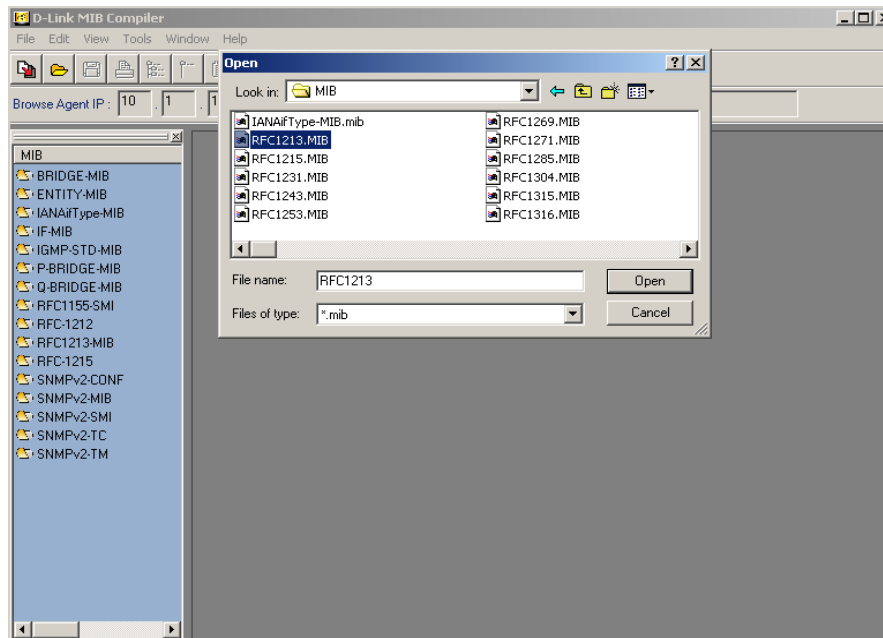 D-Link MIB Compiler
File Edit View Tools Window Help
Browse Agent IP : 10 . 1 . 1
Open
Look in: MIB
IANAifType-MIB.mib RFC1269.MIB
RFC1213.MIB RFC1271.MIB
RFC1215.MIB RFC1285.MIB
RFC1231.MIB RFC1304.MIB
RFC1243.MIB RFC1315.MIB
RFC1253.MIB RFC1316.MIB
File name: RFC1213 Open
Files of type: *.mib Cancel
MIB
BRIDGE-MIB
ENTITY-MIB
IANAifType-MIB
IF-MIB
IGMP-STD-MIB
P-BRIDGE-MIB
Q-BRIDGE-MIB
RFC1155-SMI
RFC-1212
RFC1213-MIB
RFC-1215
SNMPv2-CONF
SNMPv2-MIB
SNMPv2-SMI
SNMPv2-TC
SNMPv2-TM